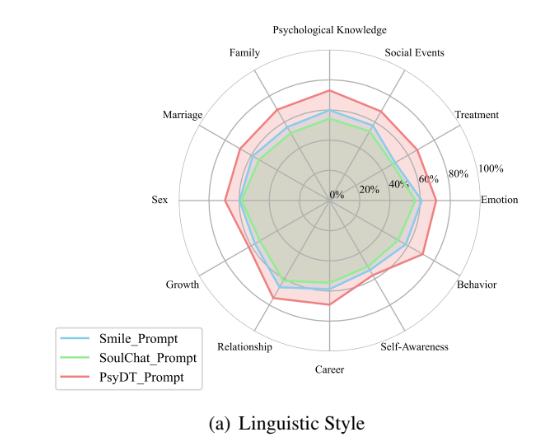 Psychological Knowledge
Family
Social Events
Marriage
Treatment
0%
20%
40%
60%
80%
100%
Sex
Emotion
Growth
Behavior
Relationship
Self-Awareness
Career
Smile_Prompt
SoulChat_Prompt
PsyDT_Prompt
(a) Linguistic Style